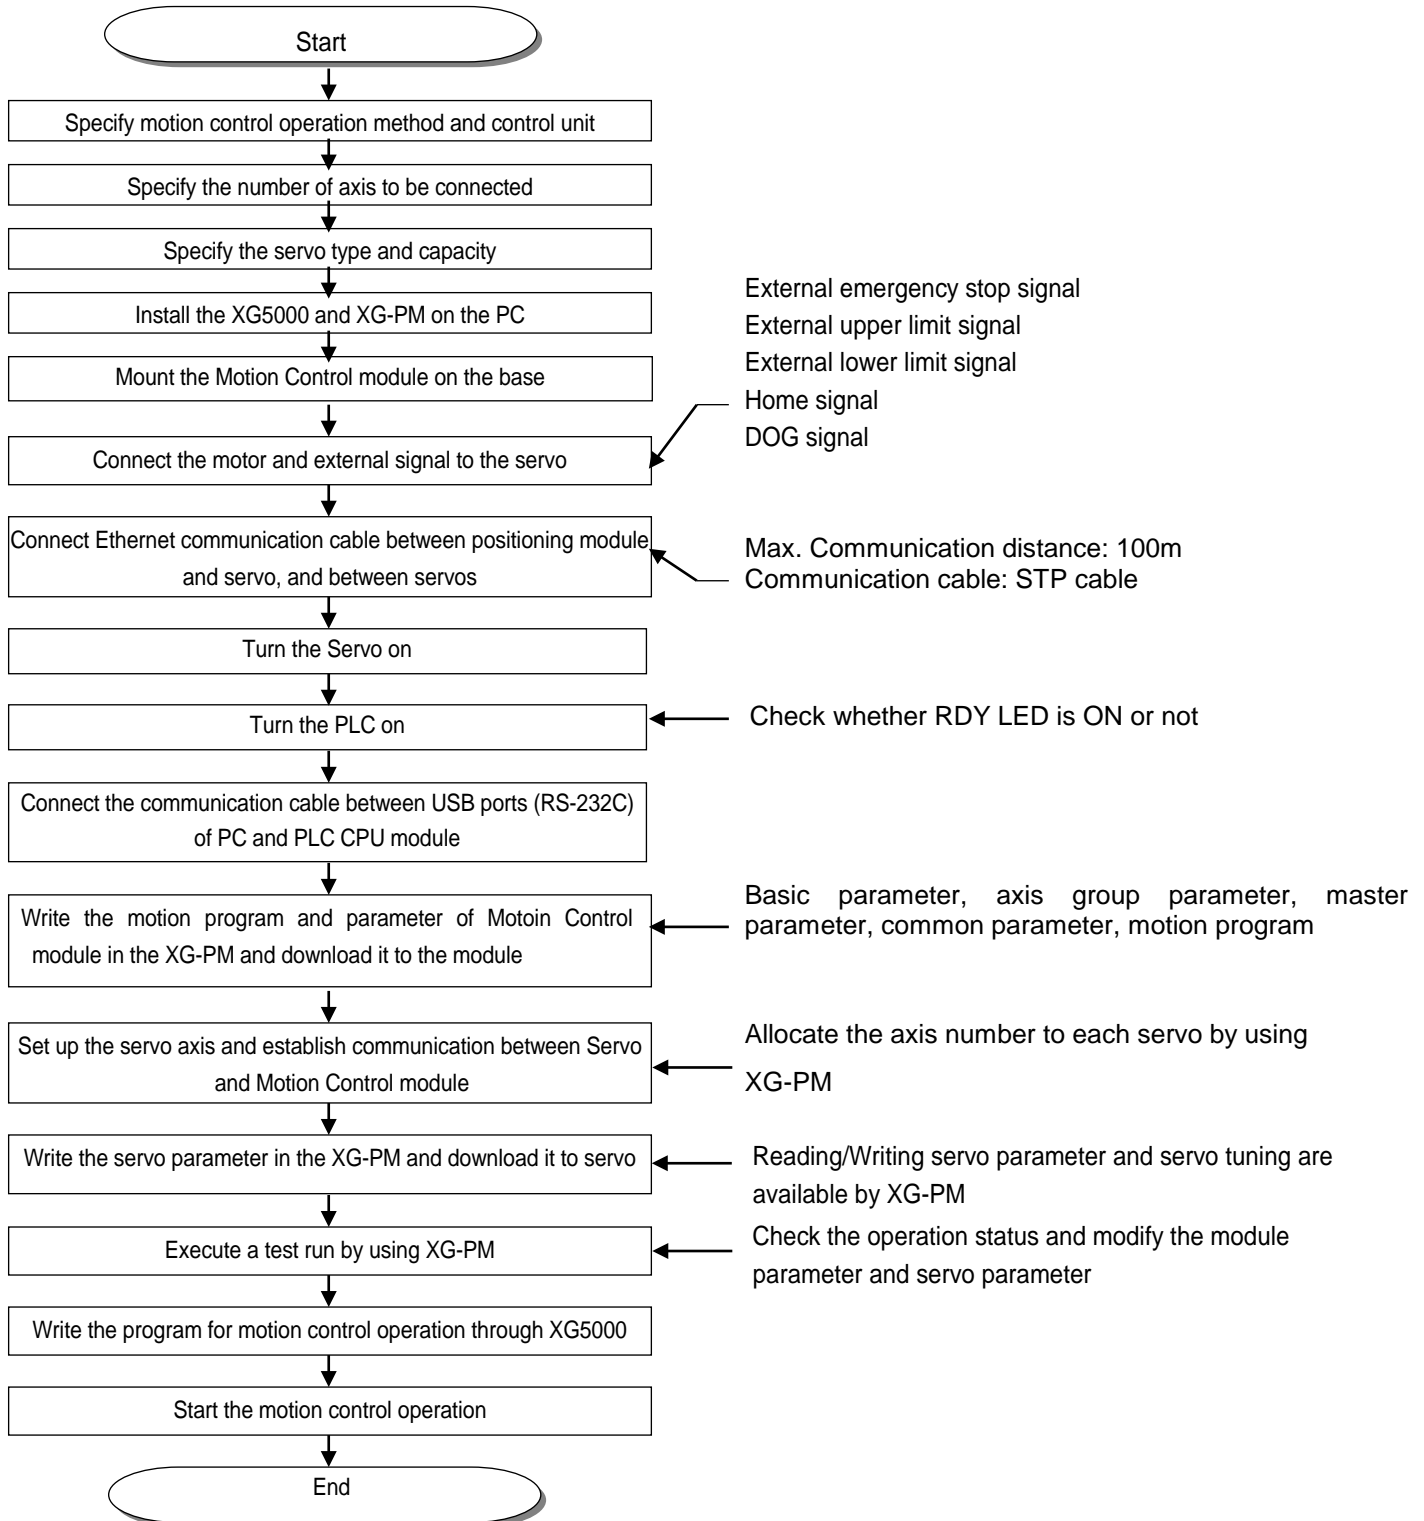 Start
Specify motion control operation method and control unit
Specify the number of axis to be connected
Specify the servo type and capacity
Install the XG5000 and XG-PM on the PC
Mount the Motion Control module on the base
External emergency stop signal
External upper limit signal
External lower limit signal
Home signal
DOG signal
Connect the motor and external signal to the servo
Connect Ethernet communication cable between positioning module
and servo, and between servos
Max. Communication distance: 100m
Communication cable: STP cable
Turn the Servo on
Turn the PLC on
Check whether RDY LED is ON or not
Connect the communication cable between USB ports (RS-232C)
of PC and PLC CPU module
Write the motion program and parameter of Motoin Control
module in the XG-PM and download it to the module
Basic parameter, axis group parameter, master
parameter, common parameter, motion program
Set up the servo axis and establish communication between Servo
and Motion Control module
Allocate the axis number to each servo by using
XG-PM
Write the servo parameter in the XG-PM and download it to servo
Reading/Writing servo parameter and servo tuning are
available by XG-PM
Execute a test run by using XG-PM
Check the operation status and modify the module
parameter and servo parameter
Write the program for motion control operation through XG5000
Start the motion control operation
End